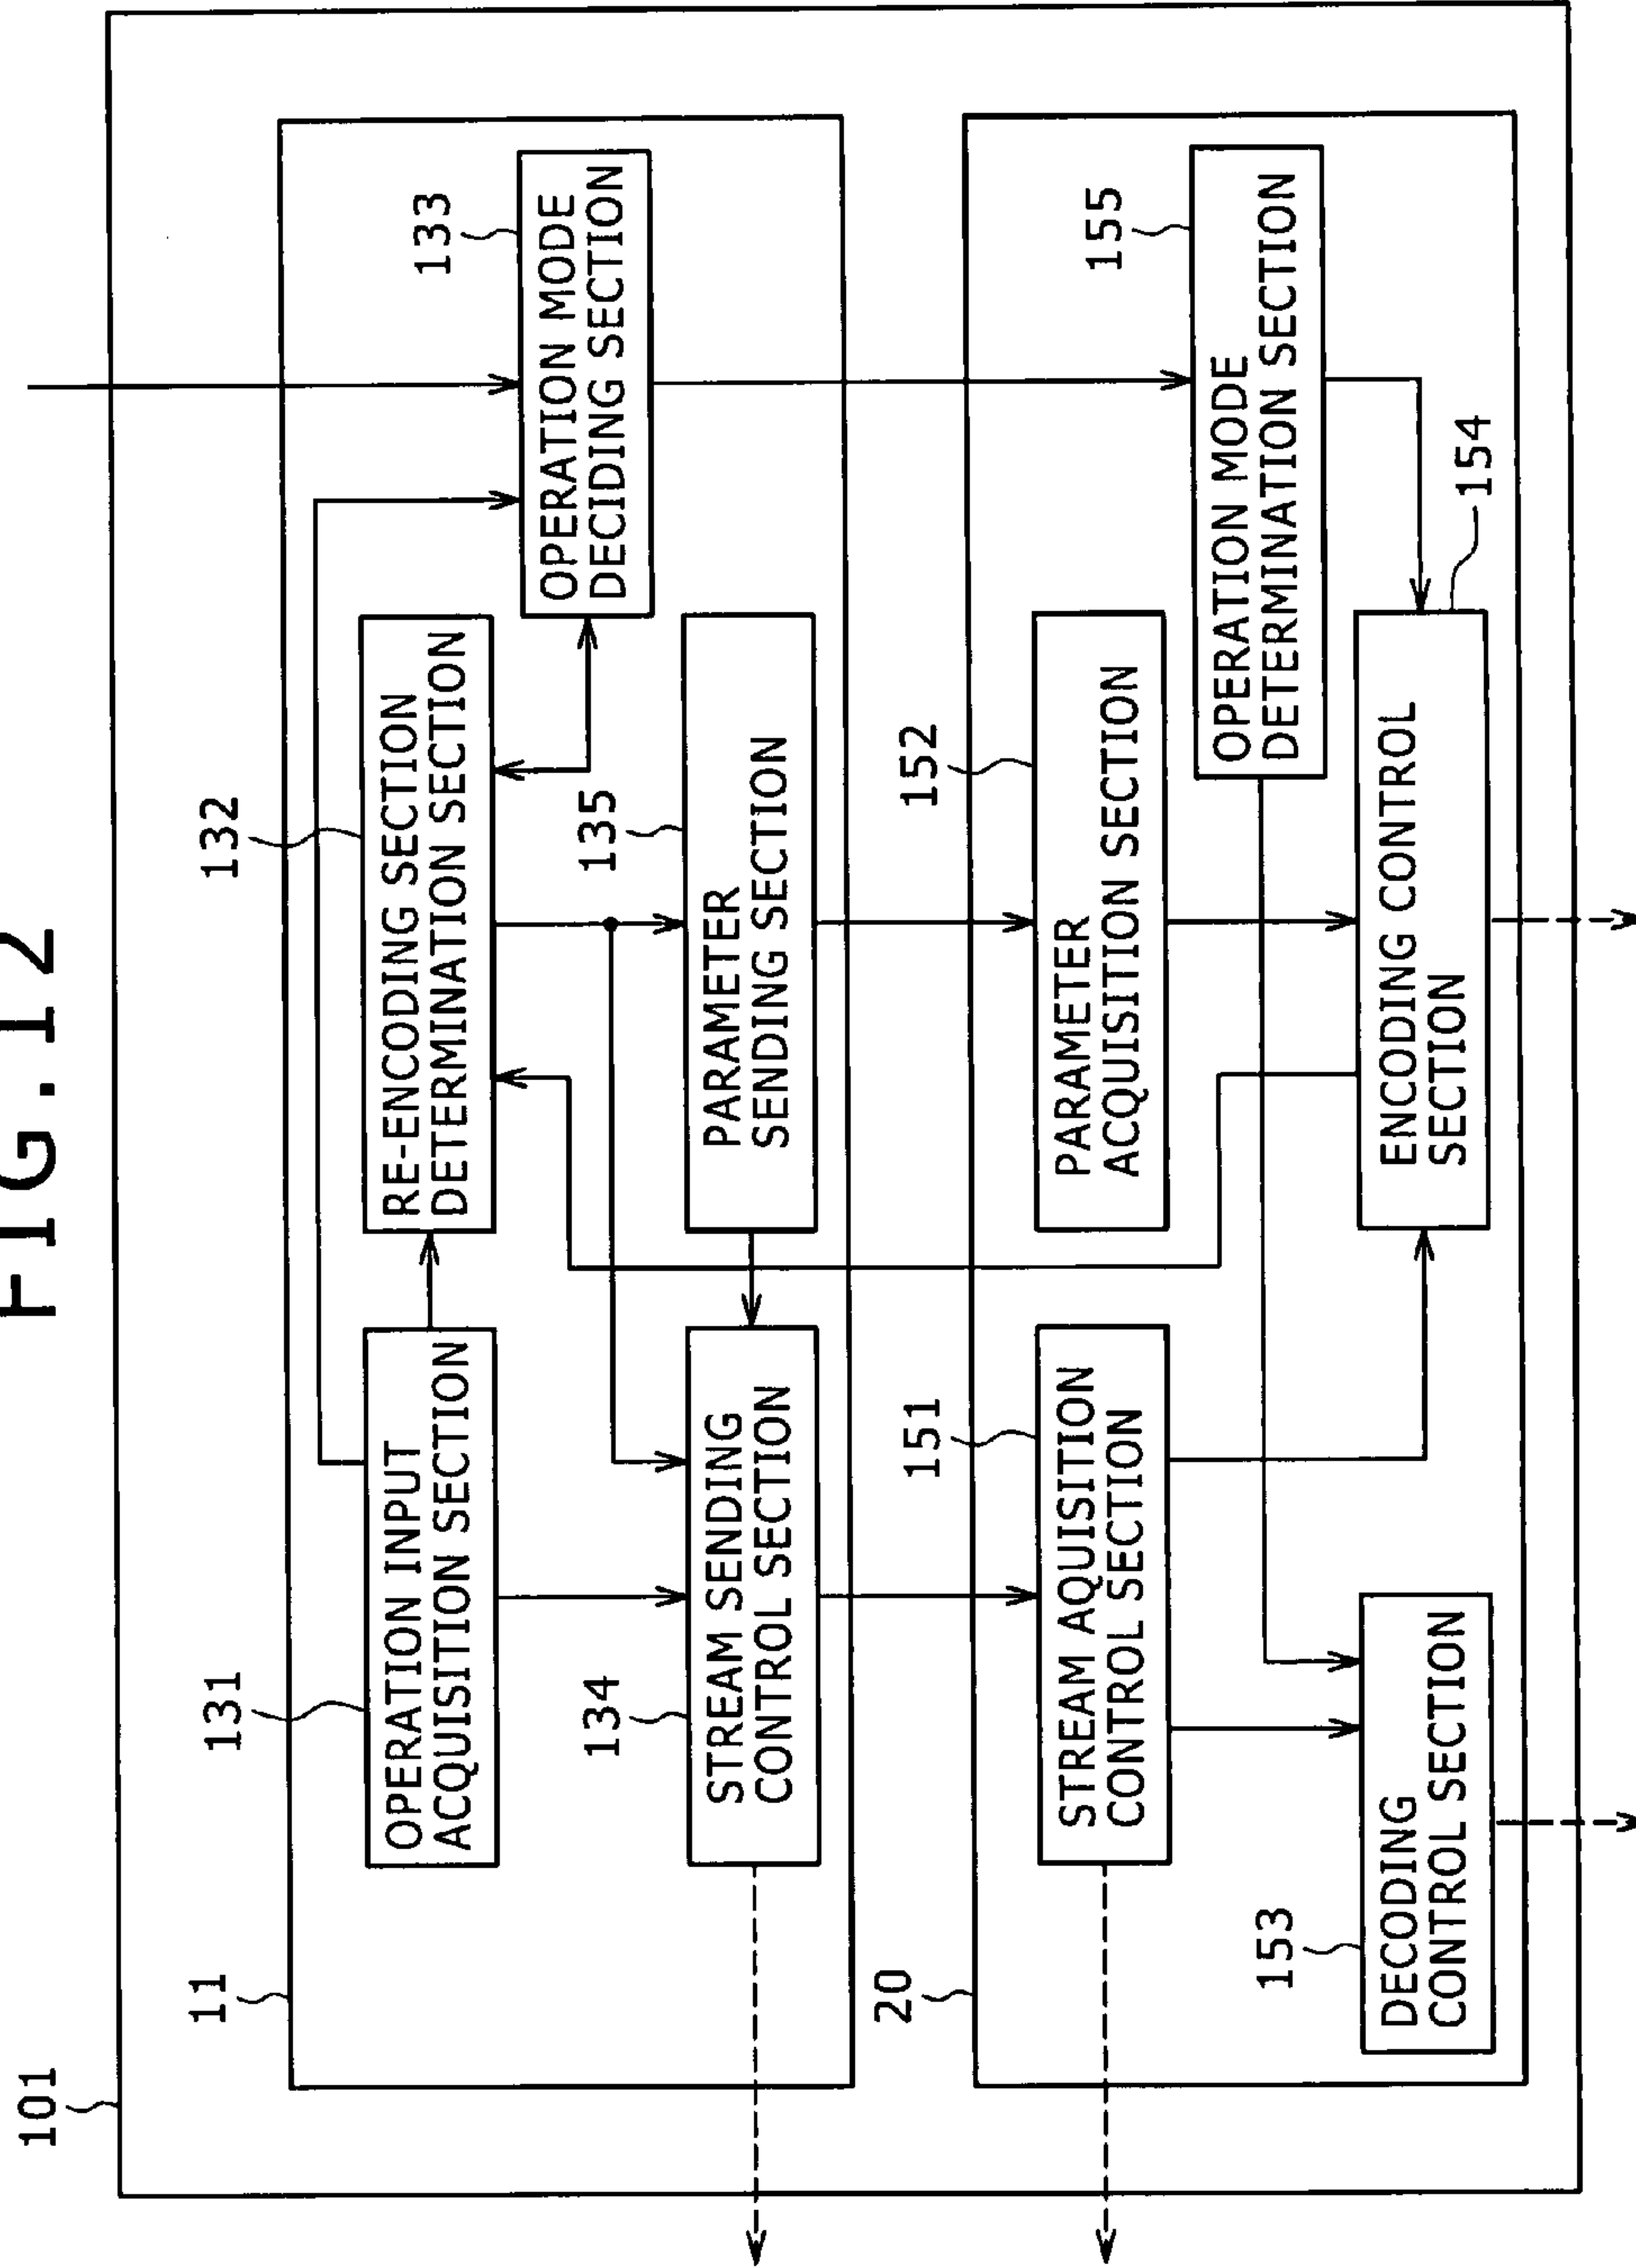 FIG.12
101
11
131
OPERATION INPUT
ACQUISITION SECTION
132
RE-ENCODING SECTION
DETERMINATION SECTION
133
OPERATION MODE
DECIDING SECTION
134
STREAM SENDING
CONTROL SECTION
135
PARAMETER
SENDING SECTION
20
151
STREAM AQUISITION
CONTROL SECTION
152
PARAMETER
ACQUISITION SECTION
155
OPERATION MODE
DETERMINATION SECTION
153
DECODING
CONTROL SECTION
ENCODING CONTROL
SECTION
154